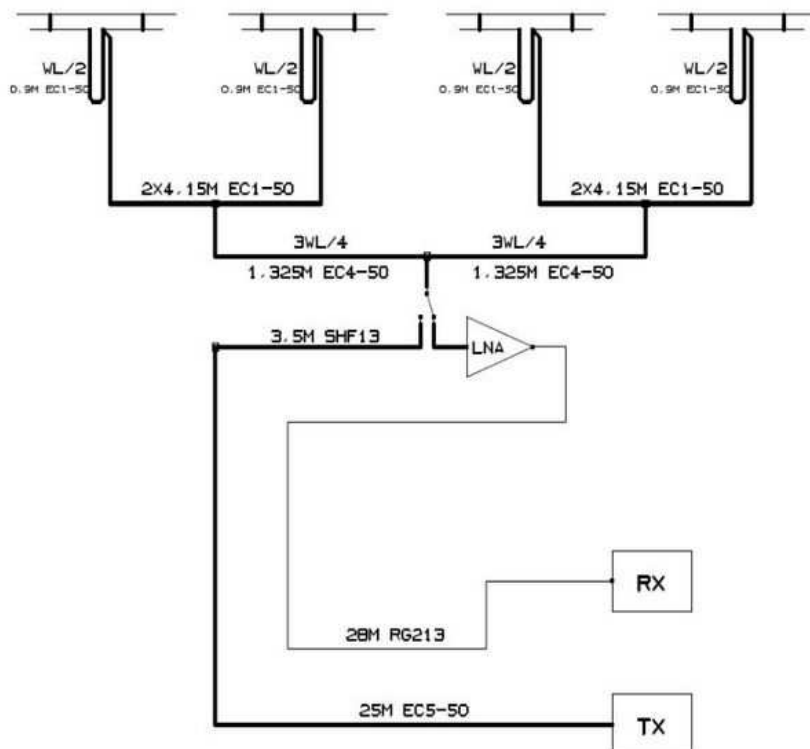 WL/2
0.9M EC1-50
WL/2
0.9M EC1-50
WL/2
0.9M EC1-50
WL/2
0.9M EC1-50
2X4.15M EC1-50
2X4.15M EC1-50
3WL/4
3WL/4
1.325M EC4-50
1.325M EC4-50
3.5M SHF13
LNA
RX
28M RG213
25M EC5-50
TX